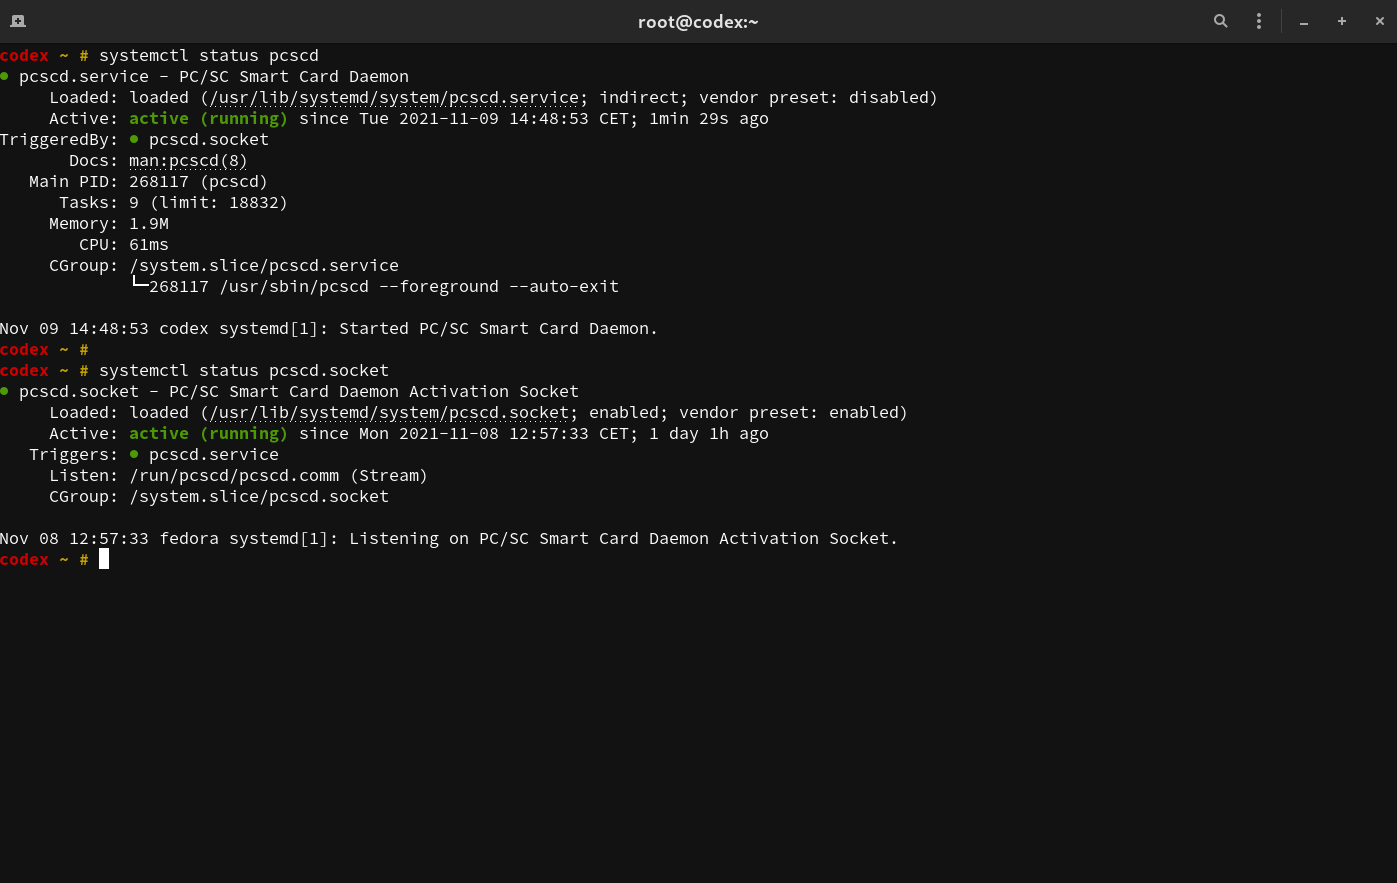 root@codex:~
codex ~ # systemctl status pcscd
● pcscd.service - PC/SC Smart Card Daemon
     Loaded: loaded (/usr/lib/systemd/system/pcscd.service; indirect; vendor preset: disabled)
     Active: active (running) since Tue 2021-11-09 14:48:53 CET; 1min 29s ago
TriggeredBy: ● pcscd.socket
       Docs: man:pcscd(8)
   Main PID: 268117 (pcscd)
      Tasks: 9 (limit: 18832)
     Memory: 1.9M
        CPU: 61ms
     CGroup: /system.slice/pcscd.service
             └─268117 /usr/sbin/pcscd --foreground --auto-exit
Nov 09 14:48:53 codex systemd[1]: Started PC/SC Smart Card Daemon.
codex ~ #
codex ~ # systemctl status pcscd.socket
● pcscd.socket - PC/SC Smart Card Daemon Activation Socket
     Loaded: loaded (/usr/lib/systemd/system/pcscd.socket; enabled; vendor preset: enabled)
     Active: active (running) since Mon 2021-11-08 12:57:33 CET; 1 day 1h ago
   Triggers: ● pcscd.service
     Listen: /run/pcscd/pcscd.comm (Stream)
     CGroup: /system.slice/pcscd.socket
Nov 08 12:57:33 fedora systemd[1]: Listening on PC/SC Smart Card Daemon Activation Socket.
codex ~ #